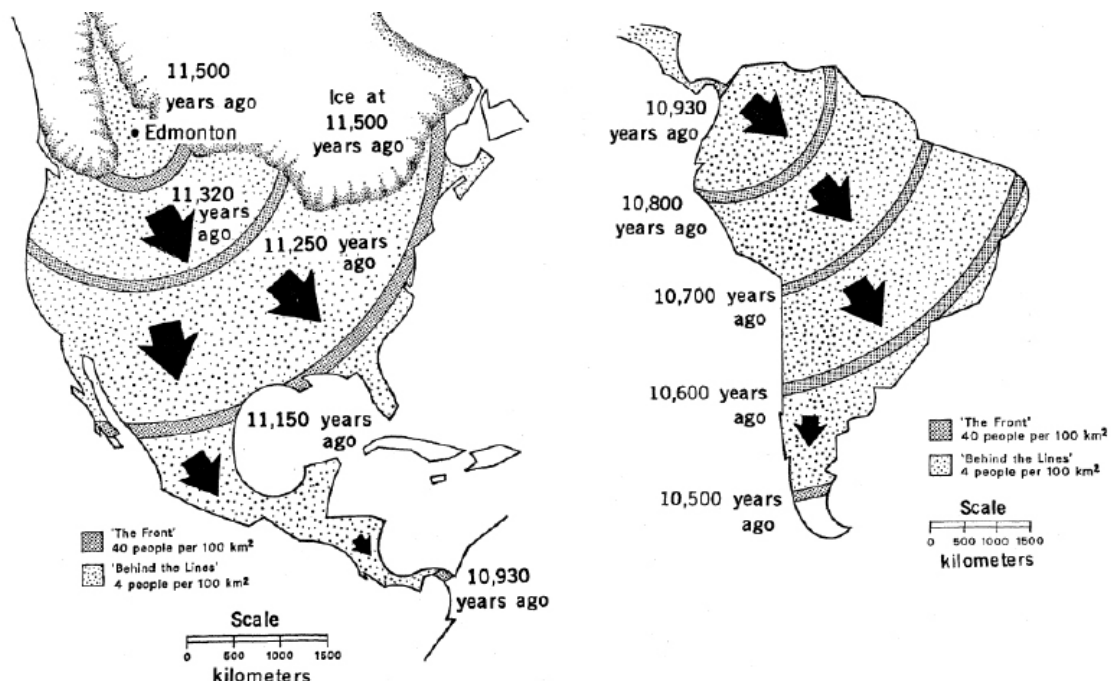 11,500
years ago
• Edmonton
Ice at
11,500
years ago
11,320
years
ago
11,250 years
ago
11,150 years
ago
'The Front'
40 people per 100 km²
'Behind the Lines'
4 people per 100 km²
10,930
years ago
Scale
0 500 1000 1500
kilometers
10,930
years ago
10,800
years ago
10,700 years
ago
10,600 years
ago
10,500 years
ago
'The Front'
40 people per 100 km²
'Behind the Lines'
4 people per 100 km²
Scale
0 500 1000 1500
kilometers